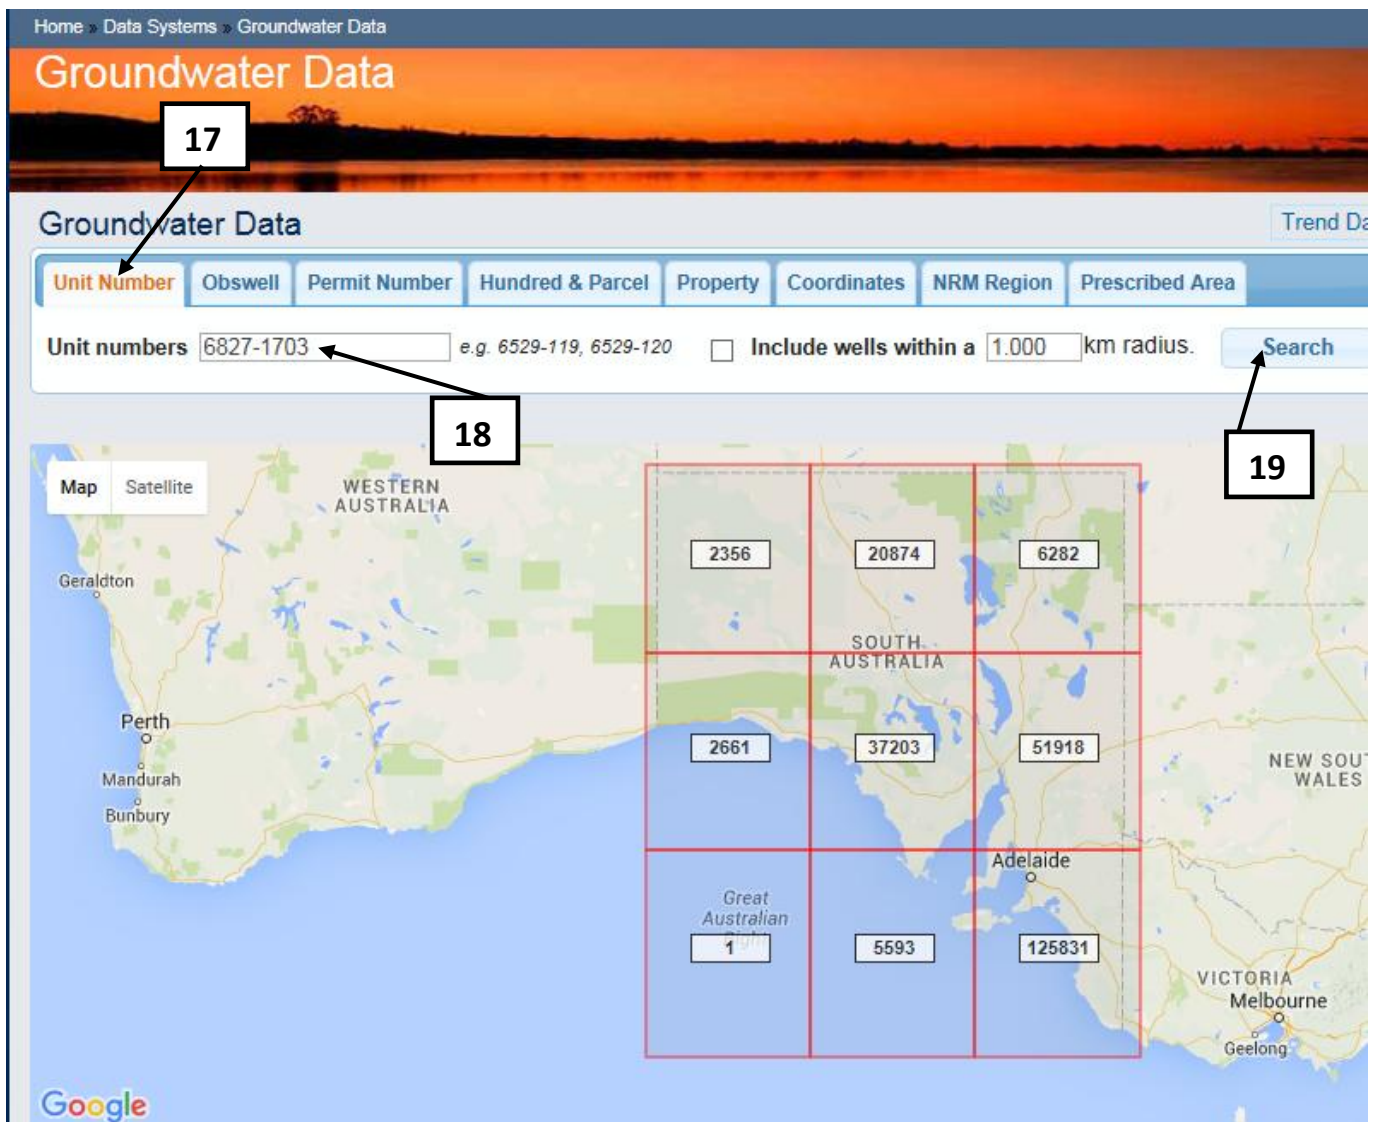 Home » Data Systems » Groundwater Data
Groundwater Data
17
Groundwater Data
Trend Da
Unit Number Obswell Permit Number Hundred & Parcel Property Coordinates NRM Region Prescribed Area
Unit numbers 6827-1703 e.g. 6529-119, 6529-120 Include wells within a 1.000 km radius. Search
18
19
Map Satellite
WESTERN
AUSTRALIA
2356 20874 6282
Geraldton
SOUTH
AUSTRALIA
Perth
2661 37203 51918
Mandurah
NEW SOUT
WALES
Bunbury
Adelaide
Great
Australian
Bight
1 5593 125831
VICTORIA
Melbourne
Geelong
Google